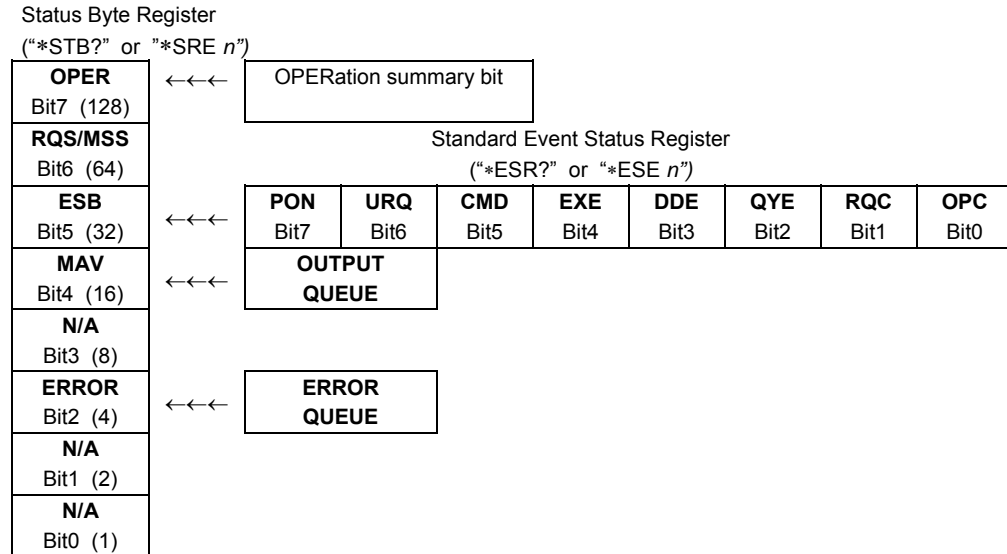 Status Byte Register
(“∗STB?” or ”∗SRE n”)
OPER ←←← OPERation summary bit
Bit7 (128)
RQS/MSS Standard Event Status Register
Bit6 (64) (“∗ESR?” or “∗ESE n”)
ESB ←←← PON URQ CMD EXE DDE QYE RQC OPC
Bit5 (32) Bit7 Bit6 Bit5 Bit4 Bit3 Bit2 Bit1 Bit0
MAV ←←← OUTPUT
Bit4 (16) QUEUE
N/A
Bit3 (8)
ERROR ←←← ERROR
Bit2 (4) QUEUE
N/A
Bit1 (2)
N/A
Bit0 (1)